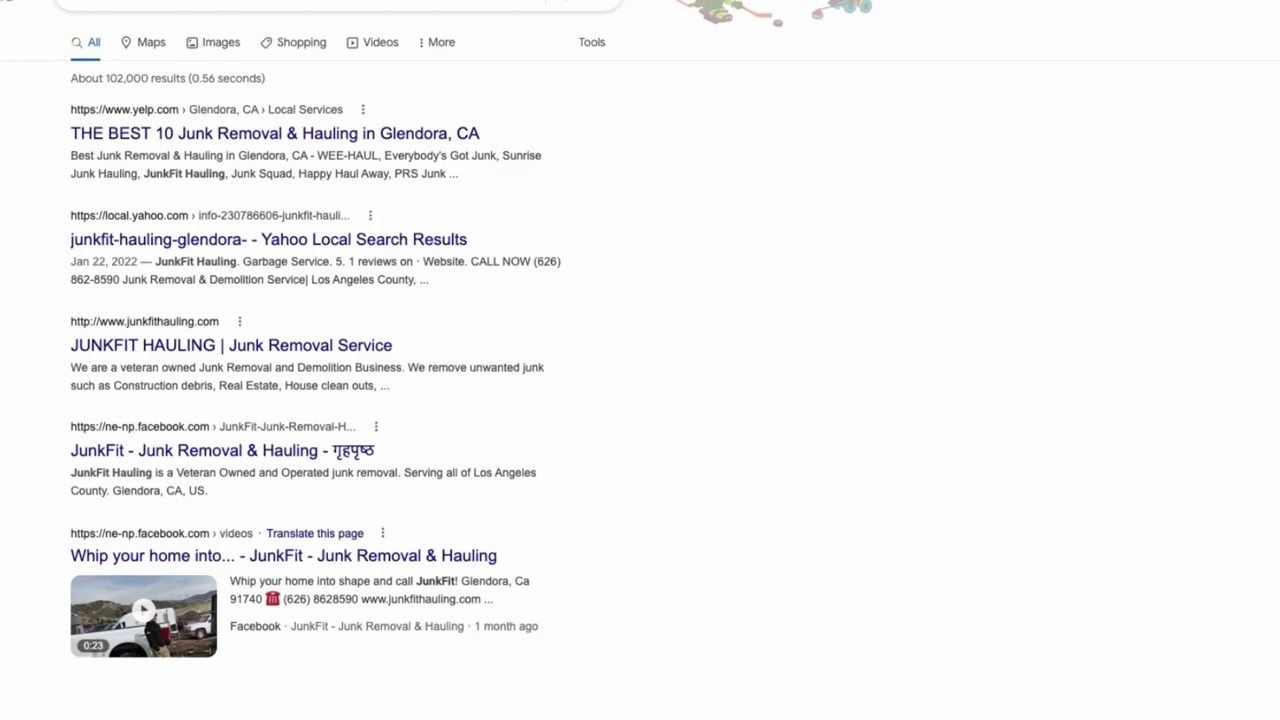 All Maps Images Shopping Videos More Tools
About 102,000 results (0.56 seconds)
https://www.yelp.com › Glendora, CA › Local Services
THE BEST 10 Junk Removal & Hauling in Glendora, CA
Best Junk Removal & Hauling in Glendora, CA - WEE-HAUL, Everybody's Got Junk, Sunrise
Junk Hauling, JunkFit Hauling, Junk Squad, Happy Haul Away, PRS Junk ...
https://local.yahoo.com › info-230786606-junkfit-hauli...
junkfit-hauling-glendora- - Yahoo Local Search Results
Jan 22, 2022 — JunkFit Hauling. Garbage Service. 5. 1 reviews on · Website. CALL NOW (626)
862-8590 Junk Removal & Demolition Service| Los Angeles County, ...
http://www.junkfithauling.com
JUNKFIT HAULING | Junk Removal Service
We are a veteran owned Junk Removal and Demolition Business. We remove unwanted junk
such as Construction debris, Real Estate, House clean outs, ...
https://ne-np.facebook.com › JunkFit-Junk-Removal-H...
JunkFit - Junk Removal & Hauling - गृहपृष्ठ
JunkFit Hauling is a Veteran Owned and Operated junk removal. Serving all of Los Angeles
County. Glendora, CA, US.
https://ne-np.facebook.com › videos · Translate this page
Whip your home into... - JunkFit - Junk Removal & Hauling
Whip your home into shape and call JunkFit! Glendora, Ca
91740 ☎️ (626) 8628590 www.junkfithauling.com ...
Facebook · JunkFit - Junk Removal & Hauling · 1 month ago
0:23